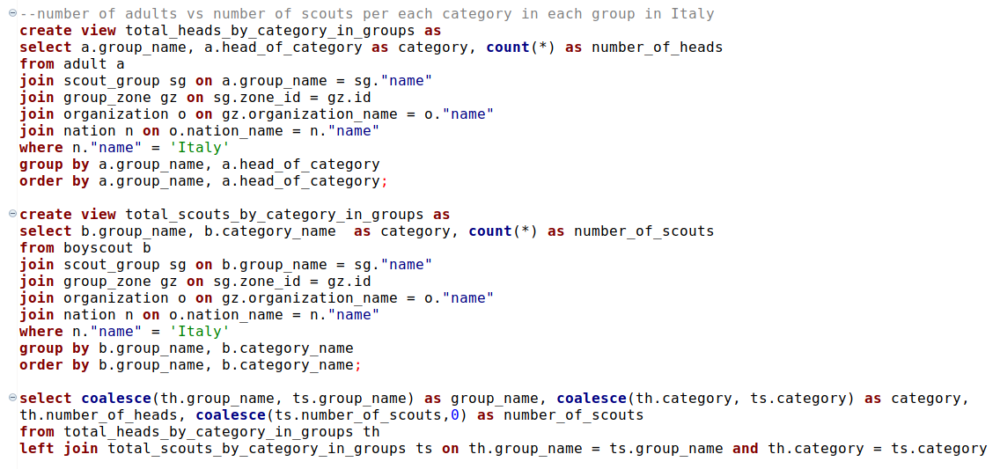 --number of adults vs number of scouts per each category in each group in Italy
create view total_heads_by_category_in_groups as
select a.group_name, a.head_of_category as category, count(*) as number_of_heads
from adult a
join scout_group sg on a.group_name = sg."name"
join group_zone gz on sg.zone_id = gz.id
join organization o on gz.organization_name = o."name"
join nation n on o.nation_name = n."name"
where n."name" = 'Italy'
group by a.group_name, a.head_of_category
order by a.group_name, a.head_of_category;
create view total_scouts_by_category_in_groups as
select b.group_name, b.category_name  as category, count(*) as number_of_scouts
from boyscout b
join scout_group sg on b.group_name = sg."name"
join group_zone gz on sg.zone_id = gz.id
join organization o on gz.organization_name = o."name"
join nation n on o.nation_name = n."name"
where n."name" = 'Italy'
group by b.group_name, b.category_name
order by b.group_name, b.category_name;
select coalesce(th.group_name, ts.group_name) as group_name, coalesce(th.category, ts.category) as category,
th.number_of_heads, coalesce(ts.number_of_scouts,0) as number_of_scouts
from total_heads_by_category_in_groups th
left join total_scouts_by_category_in_groups ts on th.group_name = ts.group_name and th.category = ts.category